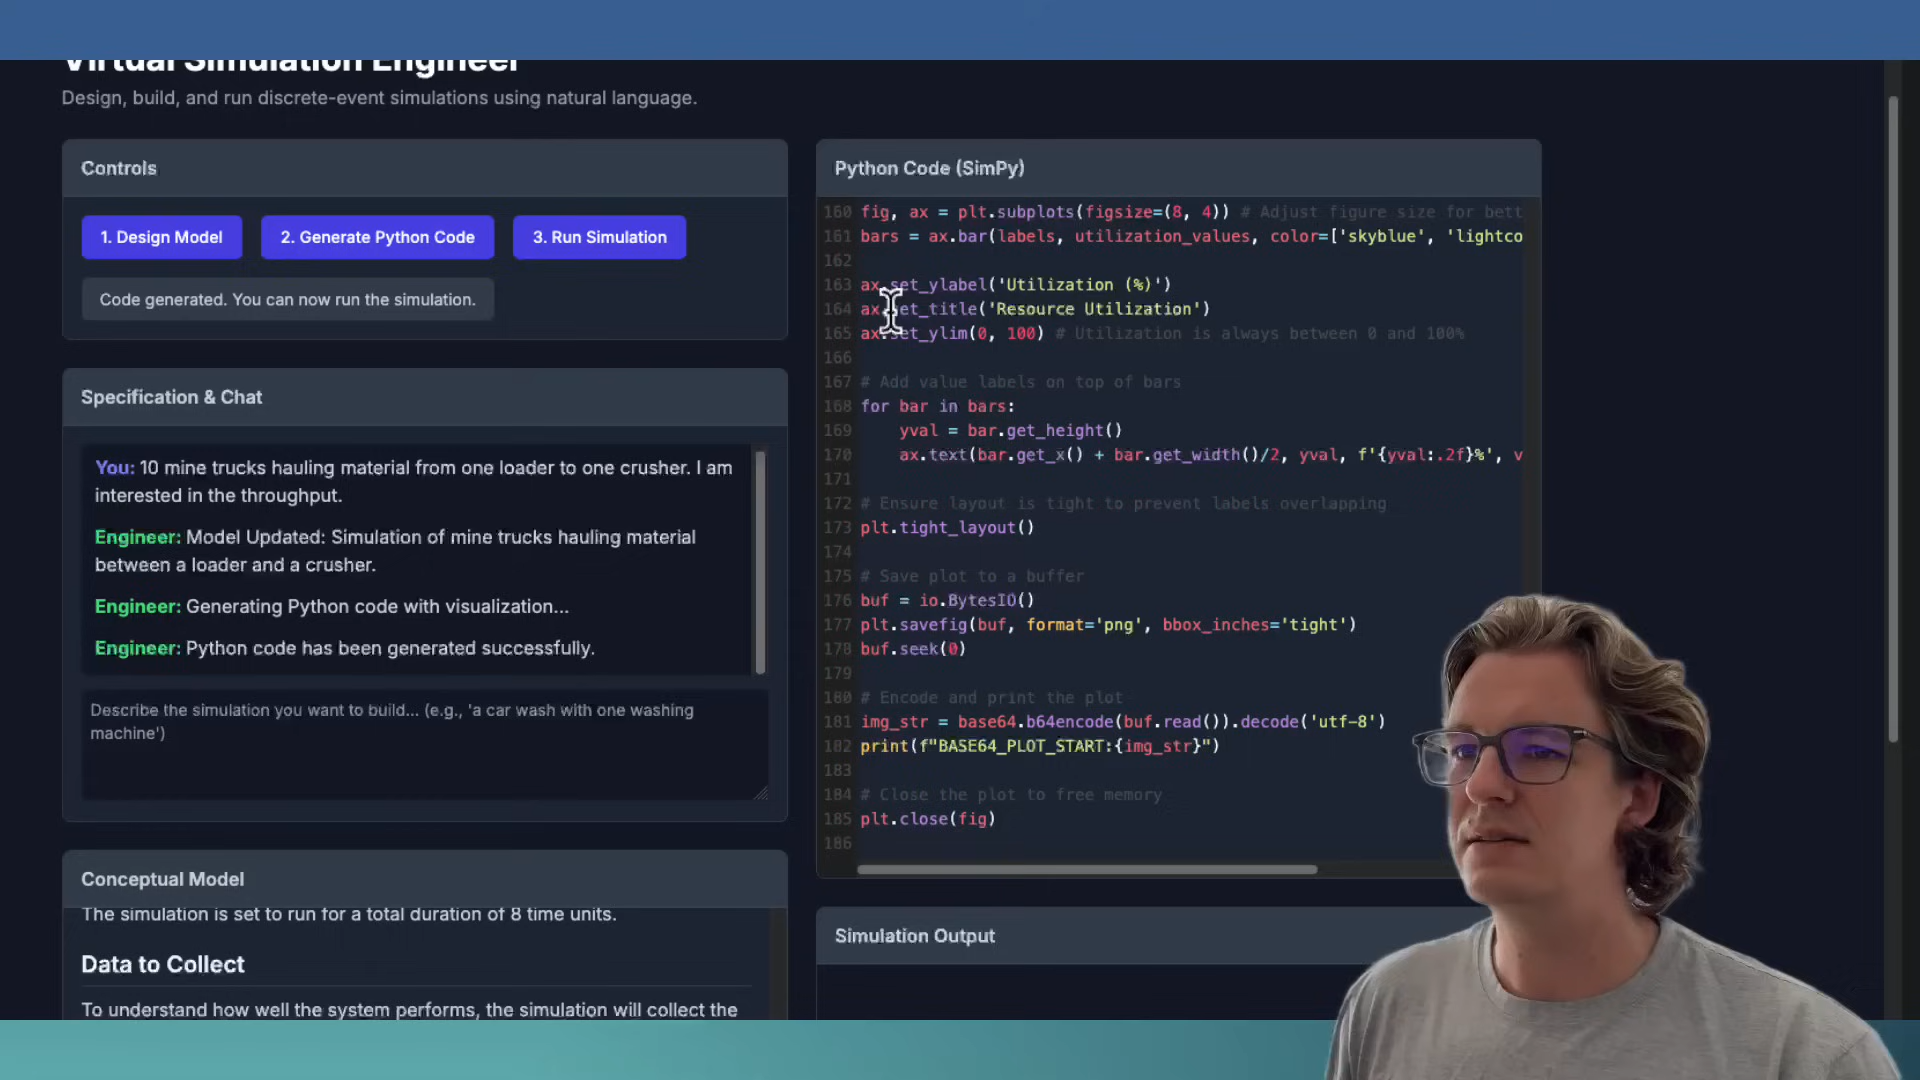 Virtual Simulation Engineer
Design, build, and run discrete-event simulations using natural language.
Controls
1. Design Model
2. Generate Python Code
3. Run Simulation
Code generated. You can now run the simulation.
Specification & Chat
You: 10 mine trucks hauling material from one loader to one crusher. I am
interested in the throughput.
Engineer: Model Updated: Simulation of mine trucks hauling material
between a loader and a crusher.
Engineer: Generating Python code with visualization...
Engineer: Python code has been generated successfully.
Describe the simulation you want to build... (e.g., 'a car wash with one washing
machine')
Conceptual Model
The simulation is set to run for a total duration of 8 time units.
Data to Collect
To understand how well the system performs, the simulation will collect the
Python Code (SimPy)
160 fig, ax = plt.subplots(figsize=(8, 4)) # Adjust figure size for bett
161 bars = ax.bar(labels, utilization_values, color=['skyblue', 'lightco
162
163 ax.set_ylabel('Utilization (%)')
164 ax.set_title('Resource Utilization')
165 ax.set_ylim(0, 100) # Utilization is always between 0 and 100%
166
167 # Add value labels on top of bars
168 for bar in bars:
169 yval = bar.get_height()
170 ax.text(bar.get_x() + bar.get_width()/2, yval, f'{yval:.2f}%', v
171
172 # Ensure layout is tight to prevent labels overlapping
173 plt.tight_layout()
174
175 # Save plot to a buffer
176 buf = io.BytesIO()
177 plt.savefig(buf, format='png', bbox_inches='tight')
178 buf.seek(0)
179
180 # Encode and print the plot
181 img_str = base64.b64encode(buf.read()).decode('utf-8')
182 print(f"BASE64_PLOT_START:{img_str}")
183
184 # Close the plot to free memory
185 plt.close(fig)
186
Simulation Output